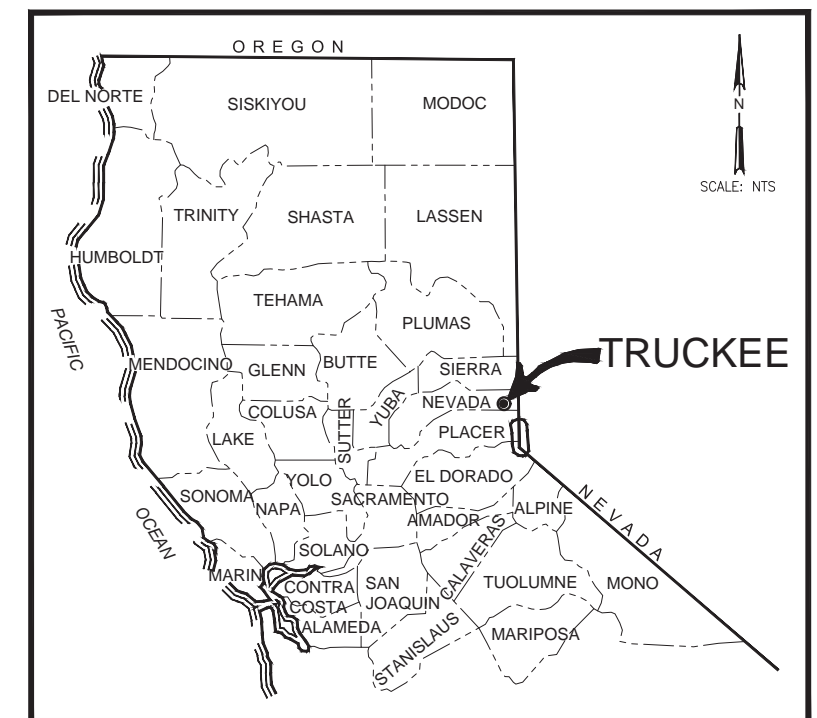 OREGON
DEL NORTE
SISKIYOU
MODOC
N
SCALE: NTS
TRINITY
SHASTA
LASSEN
HUMBOLDT
TEHAMA
PLUMAS
PACIFIC
MENDOCINO
GLENN
BUTTE
SIERRA
TRUCKEE
COLUSA
SUTTER
YUBA
NEVADA
LAKE
PLACER
SONOMA
NAPA
YOLO
SACRAMENTO
EL DORADO
AMADOR
ALPINE
NEVADA
OCEAN
SOLANO
CALAVERAS
MARIN
CONTRA
COSTA
SAN
JOAQUIN
TUOLUMNE
MONO
ALAMEDA
STANISLAUS
MARIPOSA